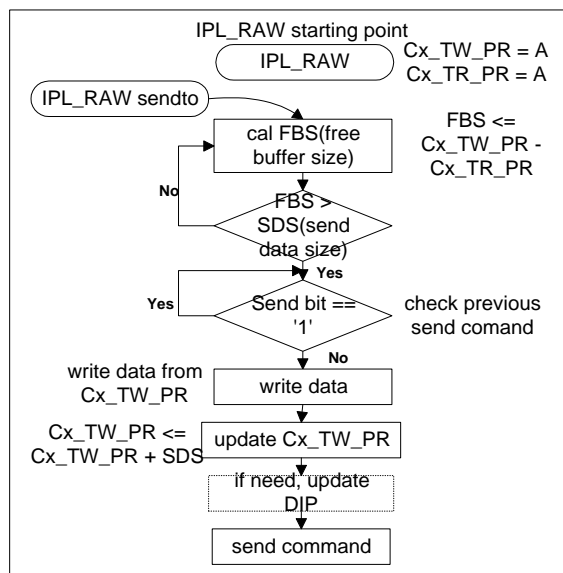 IPL_RAW starting point
IPL_RAW
Cx_TW_PR = A
Cx_TR_PR = A
IPL_RAW sendto
cal FBS(free
buffer size)
FBS <=
Cx_TW_PR -
Cx_TR_PR
No
FBS >
SDS(send
data size)
Yes
Yes
Send bit ==
'1'
check previous
send comand
No
write data from
Cx_TW_PR
write data
Cx_TW_PR <=
Cx_TW_PR + SDS
update Cx_TW_PR
if need, update
DIP
send command